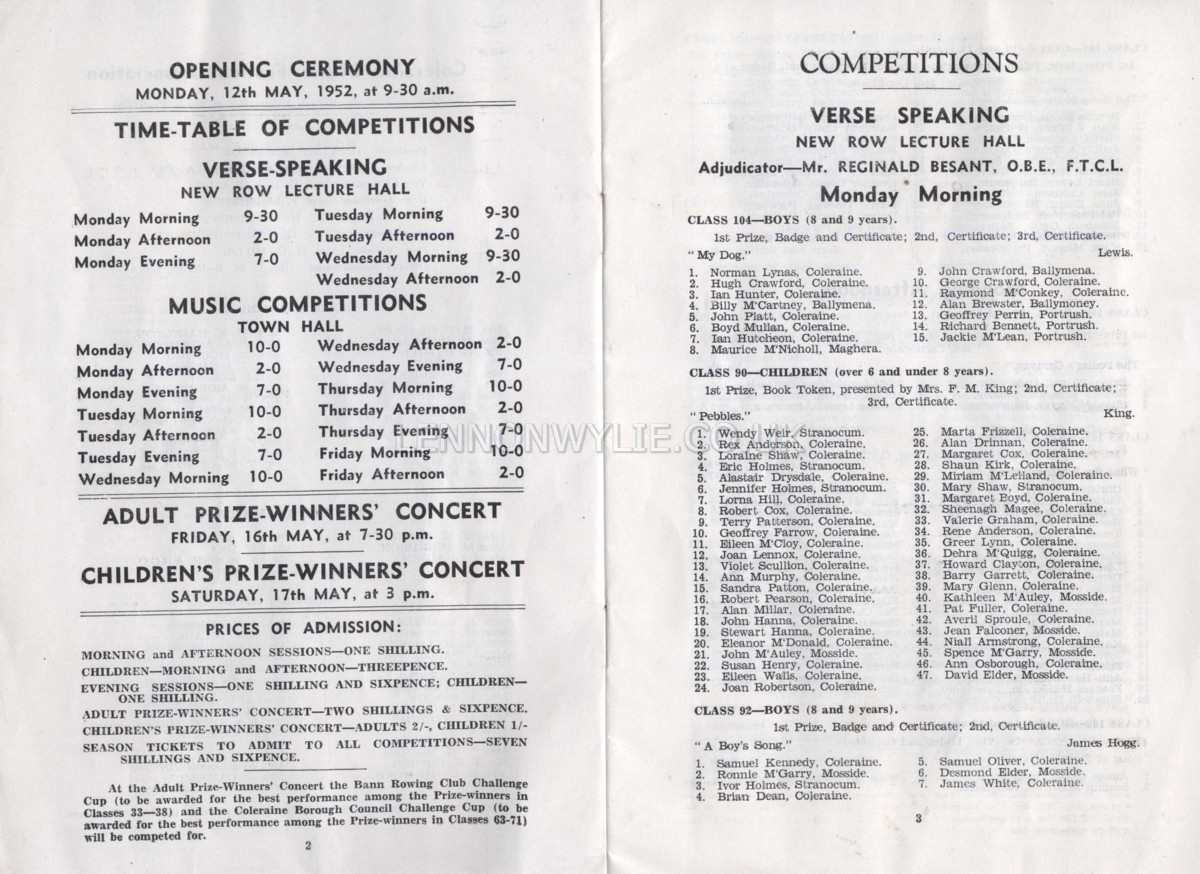 OPENING CEREMONY
MONDAY, 12th MAY, 1952, at 9-30 a.m.
TIME-TABLE OF COMPETITIONS
VERSE-SPEAKING
NEW ROW LECTURE HALL
Monday Morning 9-30
Monday Afternoon 2-0
Monday Evening 7-0
Tuesday Morning 9-30
Tuesday Afternoon 2-0
Wednesday Morning 9-30
Wednesday Afternoon 2-0
MUSIC COMPETITIONS
TOWN HALL
Monday Morning 10-0
Monday Afternoon 2-0
Monday Evening 7-0
Tuesday Morning 10-0
Tuesday Afternoon 2-0
Tuesday Evening 7-0
Wednesday Morning 10-0
Wednesday Afternoon 2-0
Wednesday Evening 7-0
Thursday Morning 10-0
Thursday Afternoon 2-0
Thursday Evening 7-0
Friday Morning 10-0
Friday Afternoon 2-0
ADULT PRIZE-WINNERS' CONCERT
FRIDAY, 16th MAY, at 7-30 p.m.
CHILDREN'S PRIZE-WINNERS' CONCERT
SATURDAY, 17th MAY, at 3 p.m.
PRICES OF ADMISSION:
MORNING and AFTERNOON SESSIONS—ONE SHILLING.
CHILDREN—MORNING and AFTERNOON—THREEPENCE.
EVENING SESSIONS—ONE SHILLING AND SIXPENCE; CHILDREN—
ONE SHILLING.
ADULT PRIZE-WINNERS' CONCERT—TWO SHILLINGS & SIXPENCE.
CHILDREN'S PRIZE-WINNERS' CONCERT—ADULTS 2/-, CHILDREN 1/-
SEASON TICKETS TO ADMIT TO ALL COMPETITIONS—SEVEN
SHILLINGS AND SIXPENCE.
At the Adult Prize-Winners' Concert the Bann Rowing Club Challenge
Cup (to be awarded for the best performance among the Prize-winners in
Classes 33—38) and the Coleraine Borough Council Challenge Cup (to be
awarded for the best performance among the Prize-winners in Classes 63-71)
will be competed for.
2
COMPETITIONS
VERSE SPEAKING
NEW ROW LECTURE HALL
Adjudicator—Mr. REGINALD BESANT, O.B.E., F.T.C.L.
Monday Morning
CLASS 104—BOYS (8 and 9 years).
1st Prize, Badge and Certificate; 2nd, Certificate; 3rd, Certificate.
"My Dog." Lewis.
1. Norman Lynas, Coleraine.
2. Hugh Crawford, Coleraine.
3. Ian Hunter, Coleraine.
4. Billy M'Cartney, Ballymena.
5. John Platt, Coleraine.
6. Boyd Mullan, Coleraine.
7. Ian Hutcheon, Coleraine.
8. Maurice M'Nicholl, Maghera.
9. John Crawford, Ballymena.
10. George Crawford, Coleraine.
11. Raymond M'Conkey, Coleraine.
12. Alan Brewster, Ballymoney.
13. Geoffrey Perrin, Portrush.
14. Richard Bennett, Portrush.
15. Jackie M'Lean, Portrush.
CLASS 90—CHILDREN (over 6 and under 8 years).
1st Prize, Book Token, presented by Mrs. F. M. King; 2nd, Certificate;
3rd, Certificate.
"Pebbles." King.
1. Wendy Weir, Stranocum.
2. Rex Anderson, Coleraine.
3. Loraine Shaw, Coleraine.
4. Eric Holmes, Stranocum.
5. Alastair Drysdale, Coleraine.
6. Jennifer Holmes, Stranocum.
7. Lorna Hill, Coleraine.
8. Robert Cox, Coleraine.
9. Terry Patterson, Coleraine.
10. Geoffrey Farrow, Coleraine.
11. Eileen M'Cloy, Coleraine.
12. Joan Lennox, Coleraine.
13. Violet Scullion, Coleraine.
14. Ann Murphy, Coleraine.
15. Sandra Patton, Coleraine.
16. Robert Pearson, Coleraine.
17. Alan Millar, Coleraine.
18. John Hanna, Coleraine.
19. Stewart Hanna, Coleraine.
20. Eleanor M'Donald, Coleraine.
21. John M'Auley, Mosside.
22. Susan Henry, Coleraine.
23. Eileen Walls, Coleraine.
24. Joan Robertson, Coleraine.
25. Marta Frizzell, Coleraine.
26. Alan Drinnan, Coleraine.
27. Margaret Cox, Coleraine.
28. Shaun Kirk, Coleraine.
29. Miriam M'Lelland, Coleraine.
30. Mary Shaw, Stranocum.
31. Margaret Boyd, Coleraine.
32. Sheenagh Magee, Coleraine.
33. Valerie Graham, Coleraine.
34. Rene Anderson, Coleraine.
35. Greer Lynn, Coleraine.
36. Dehra M'Quigg, Coleraine.
37. Howard Clayton, Coleraine.
38. Barry Garrett, Coleraine.
39. Mary Glenn, Coleraine.
40. Kathleen M'Auley, Mosside.
41. Pat Fuller, Coleraine.
42. Averil Sproule, Coleraine.
43. Jean Falconer, Mosside.
44. Niall Armstrong, Coleraine.
45. Spence M'Garry, Coleraine.
46. Ann Osborough, Coleraine.
47. David Elder, Mosside.
CLASS 92—BOYS (8 and 9 years).
1st Prize, Badge and Certificate; 2nd, Certificate.
"A Boy's Song." James Hogg.
1. Samuel Kennedy, Coleraine.
2. Ronnie M'Garry, Mosside.
3. Ivor Holmes, Stranocum.
4. Brian Dean, Coleraine.
5. Samuel Oliver, Coleraine.
6. Desmond Elder, Mosside.
7. James White, Coleraine.
3
LENNONWYLIE.CO.UK